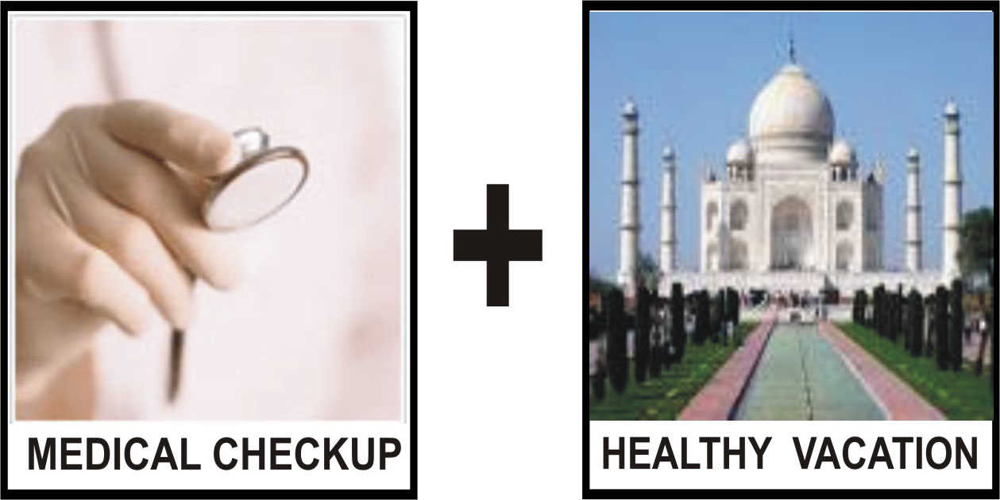 MEDICAL CHECKUP
HEALTHY VACATION